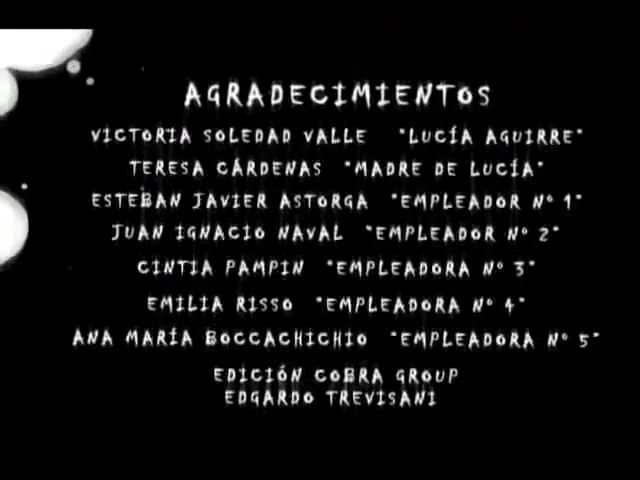 AGRADECIMIENTOS
VICTORIA SOLEDAD VALLE "LUCÍA AGUIRRE"
TERESA CÁRDENAS "MADRE DE LUCÍA"
ESTEBAN JAVIER ASTORGA "EMPLEADOR Nº 1"
JUAN IGNACIO NAVAL "EMPLEADOR Nº 2"
CINTIA PAMPIN "EMPLEADORA Nº 3"
EMILIA RISSO "EMPLEADORA Nº 4"
ANA MARÍA BOCCACHICHIO "EMPLEADORA Nº 5"
EDICIÓN COBRA GROUP
EDGARDO TREVISANI